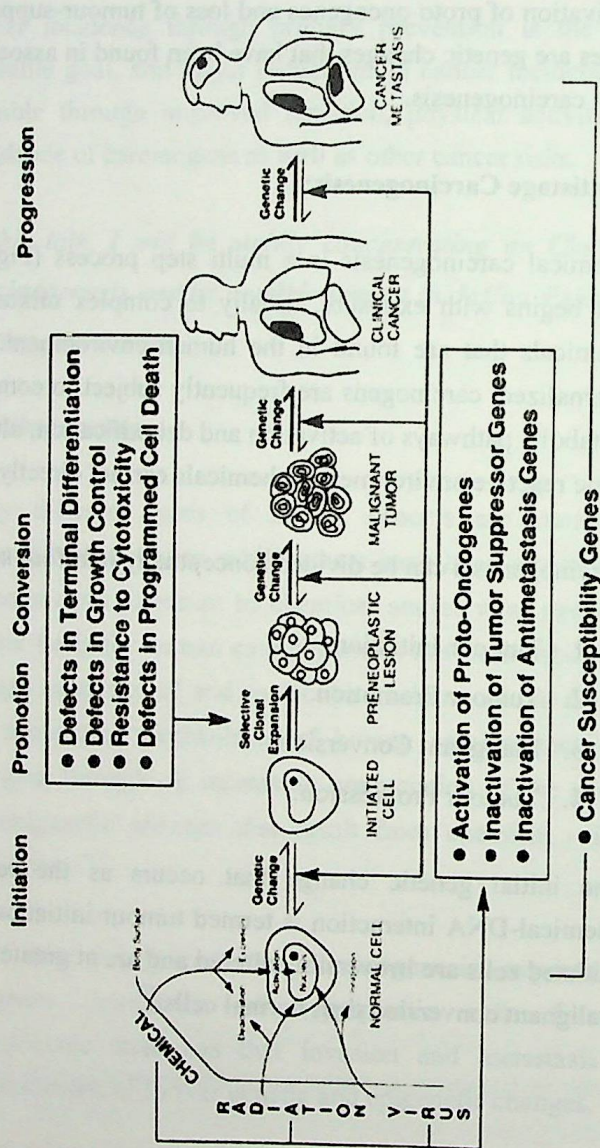 Initiation Promotion Conversion Progression
● Defects in Terminal Differentiation
● Defects in Growth Control
● Resistance to Cytotoxicity
● Defects in Programmed Cell Death
CHEMICAL
RADIATION
VIRUS
NORMAL CELL
Genetic
Change
INITIATED
CELL
Selective
Clonal
Expansion
PRENEOPLASTIC
LESION
Genetic
Change
MALIGNANT
TUMOR
Genetic
Change
CLINICAL
CANCER
Genetic
Change
CANCER
METASTASIS
● Activation of Proto-Oncogenes
● Inactivation of Tumor Suppressor Genes
● Inactivation of Antimetastasis Genes
● Cancer Susceptibility Genes